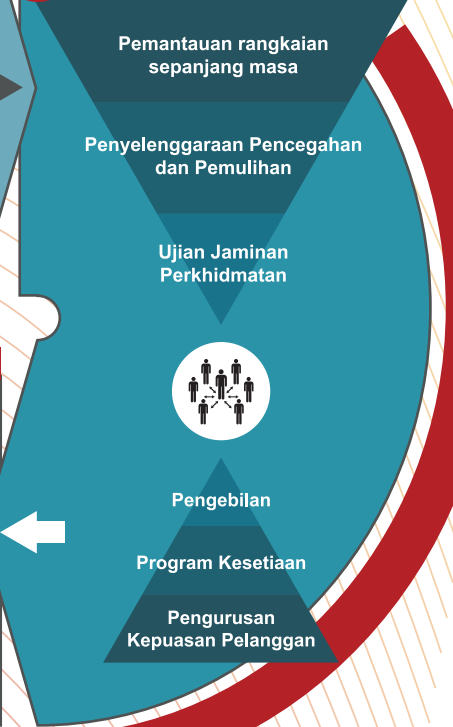 Pemantauan rangkaian
sepanjang masa
Penyelenggaraan Pencegahan
dan Pemulihan
Ujian Jaminan
Perkhidmatan
Pengebilan
Program Kesetiaan
Pengurusan
Kepuasan Pelanggan